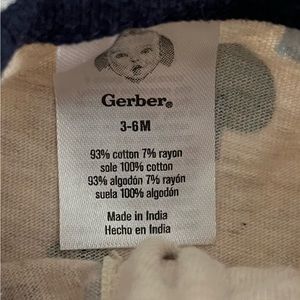 Gerber®
3-6M
93% cotton 7% rayon
sole 100% cotton
93% algodón 7% rayón
suela 100% algodón
Made in India
Hecho en India